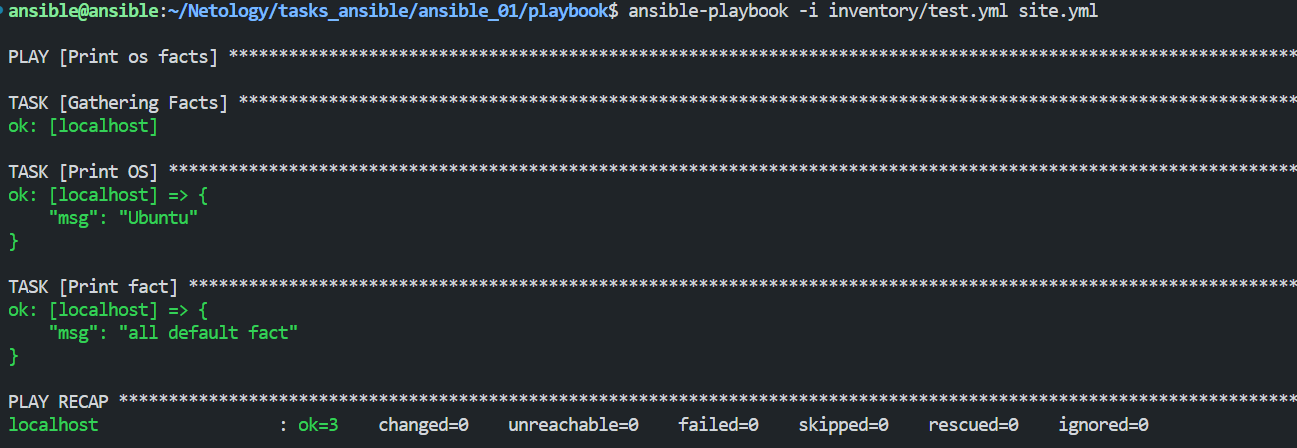 ansible@ansible:~/Netology/tasks_ansible/ansible_01/playbook$ ansible-playbook -i inventory/test.yml site.yml
PLAY [Print os facts] ***********************************************************************************************************
TASK [Gathering Facts] **********************************************************************************************************
ok: [localhost]
TASK [Print OS] *****************************************************************************************************************
ok: [localhost] => {
    "msg": "Ubuntu"
}
TASK [Print fact] ***************************************************************************************************************
ok: [localhost] => {
    "msg": "all default fact"
}
PLAY RECAP **********************************************************************************************************************
localhost                  : ok=3    changed=0    unreachable=0    failed=0    skipped=0    rescued=0    ignored=0